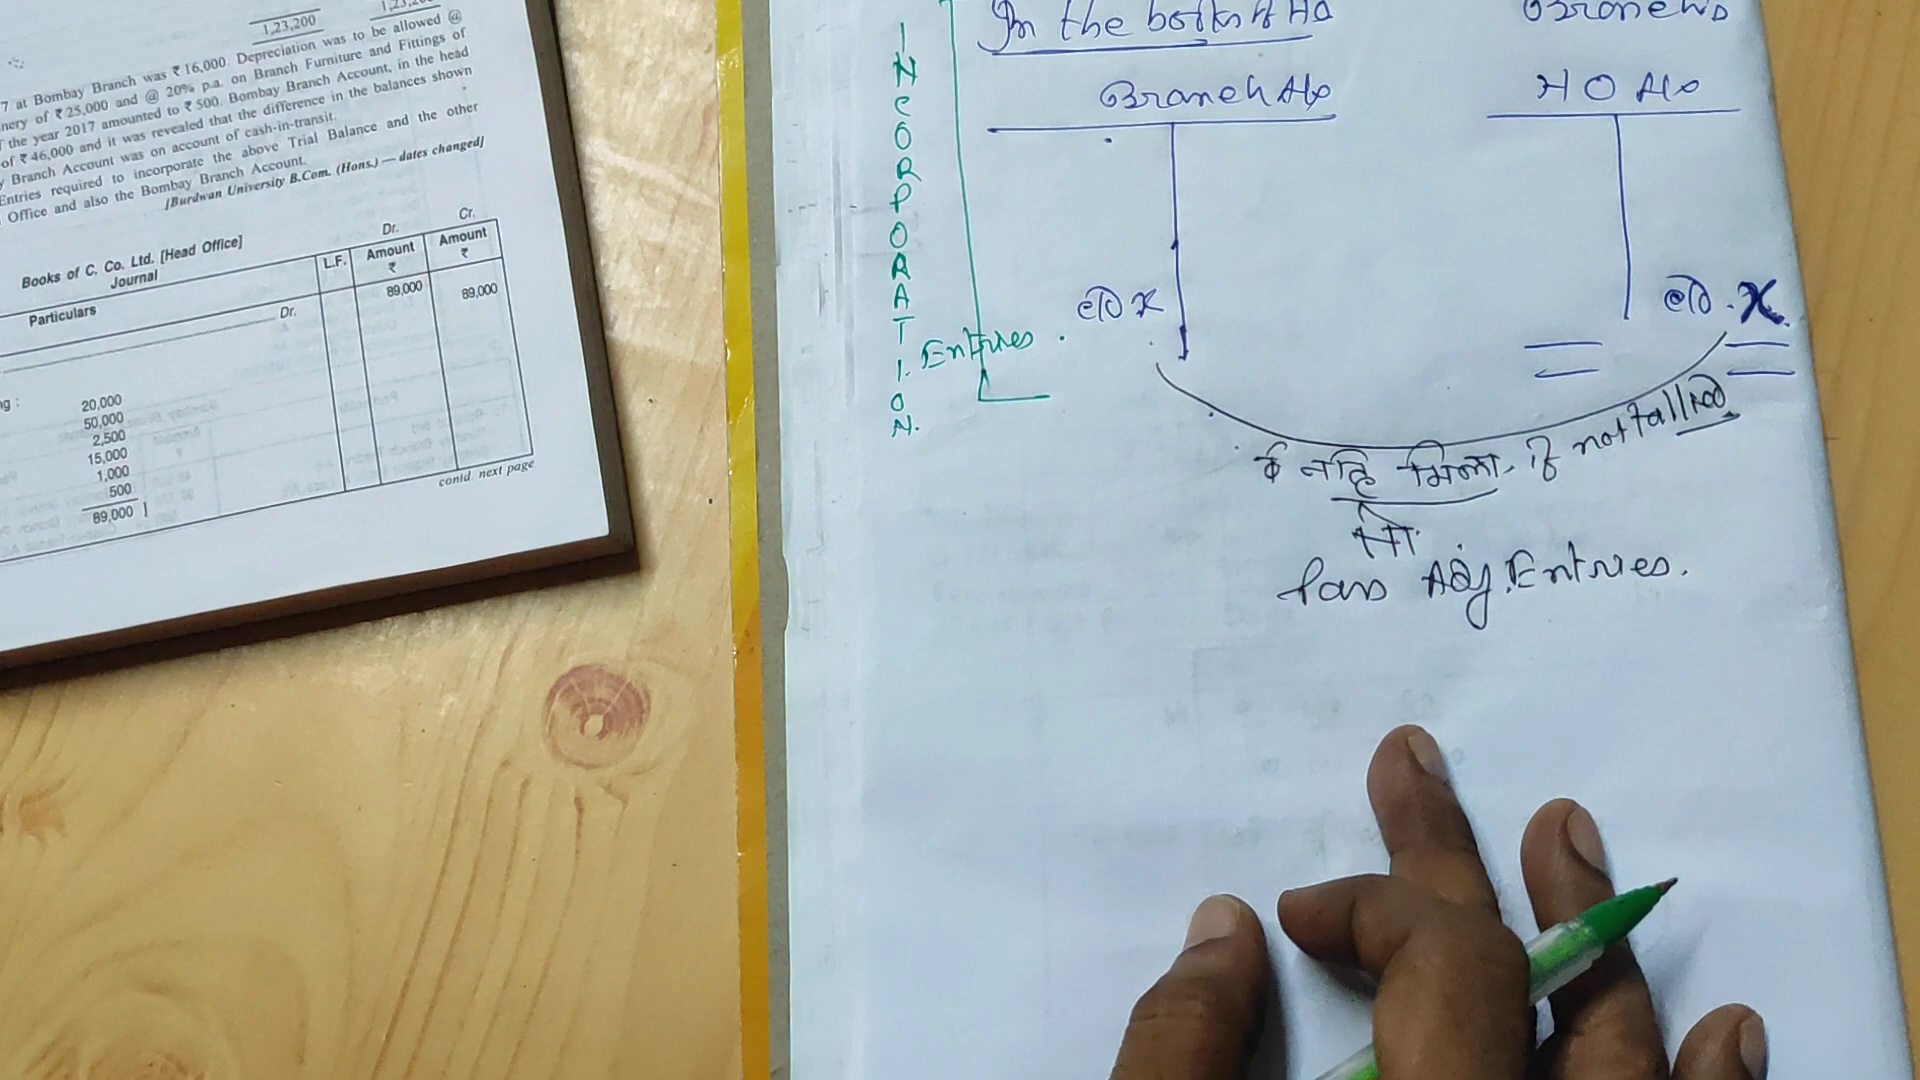 1,23,200
7 at Bombay Branch was ₹ 16,000. Depreciation was to be allowed @
nery of ₹ 25,000 and @ 20% p.a. on Branch Furniture and Fittings of
the year 2017 amounted to ₹ 500. Bombay Branch Account, in the head
of ₹ 46,000 and it was revealed that the difference in the balances shown
y Branch Account was on account of cash-in-transit.
Entries required to incorporate the above Trial Balance and the other
Office and also the Bombay Branch Account.
[Burdwan University B.Com. (Hons.) — dates changed]
Books of C. Co. Ltd. [Head Office]
Journal
Dr. Cr.
Particulars L.F. Amount ₹ Amount ₹
Dr. 89,000 89,000
ng :
20,000
50,000
2,500
15,000
1,000
500
89,000
contd. next page
INCORPORATION
Entries
In the books of HO
Branch A/c
HO A/c
c/d x
c/d x
नहि मिला if not tallied
Pass Adj. Entries.